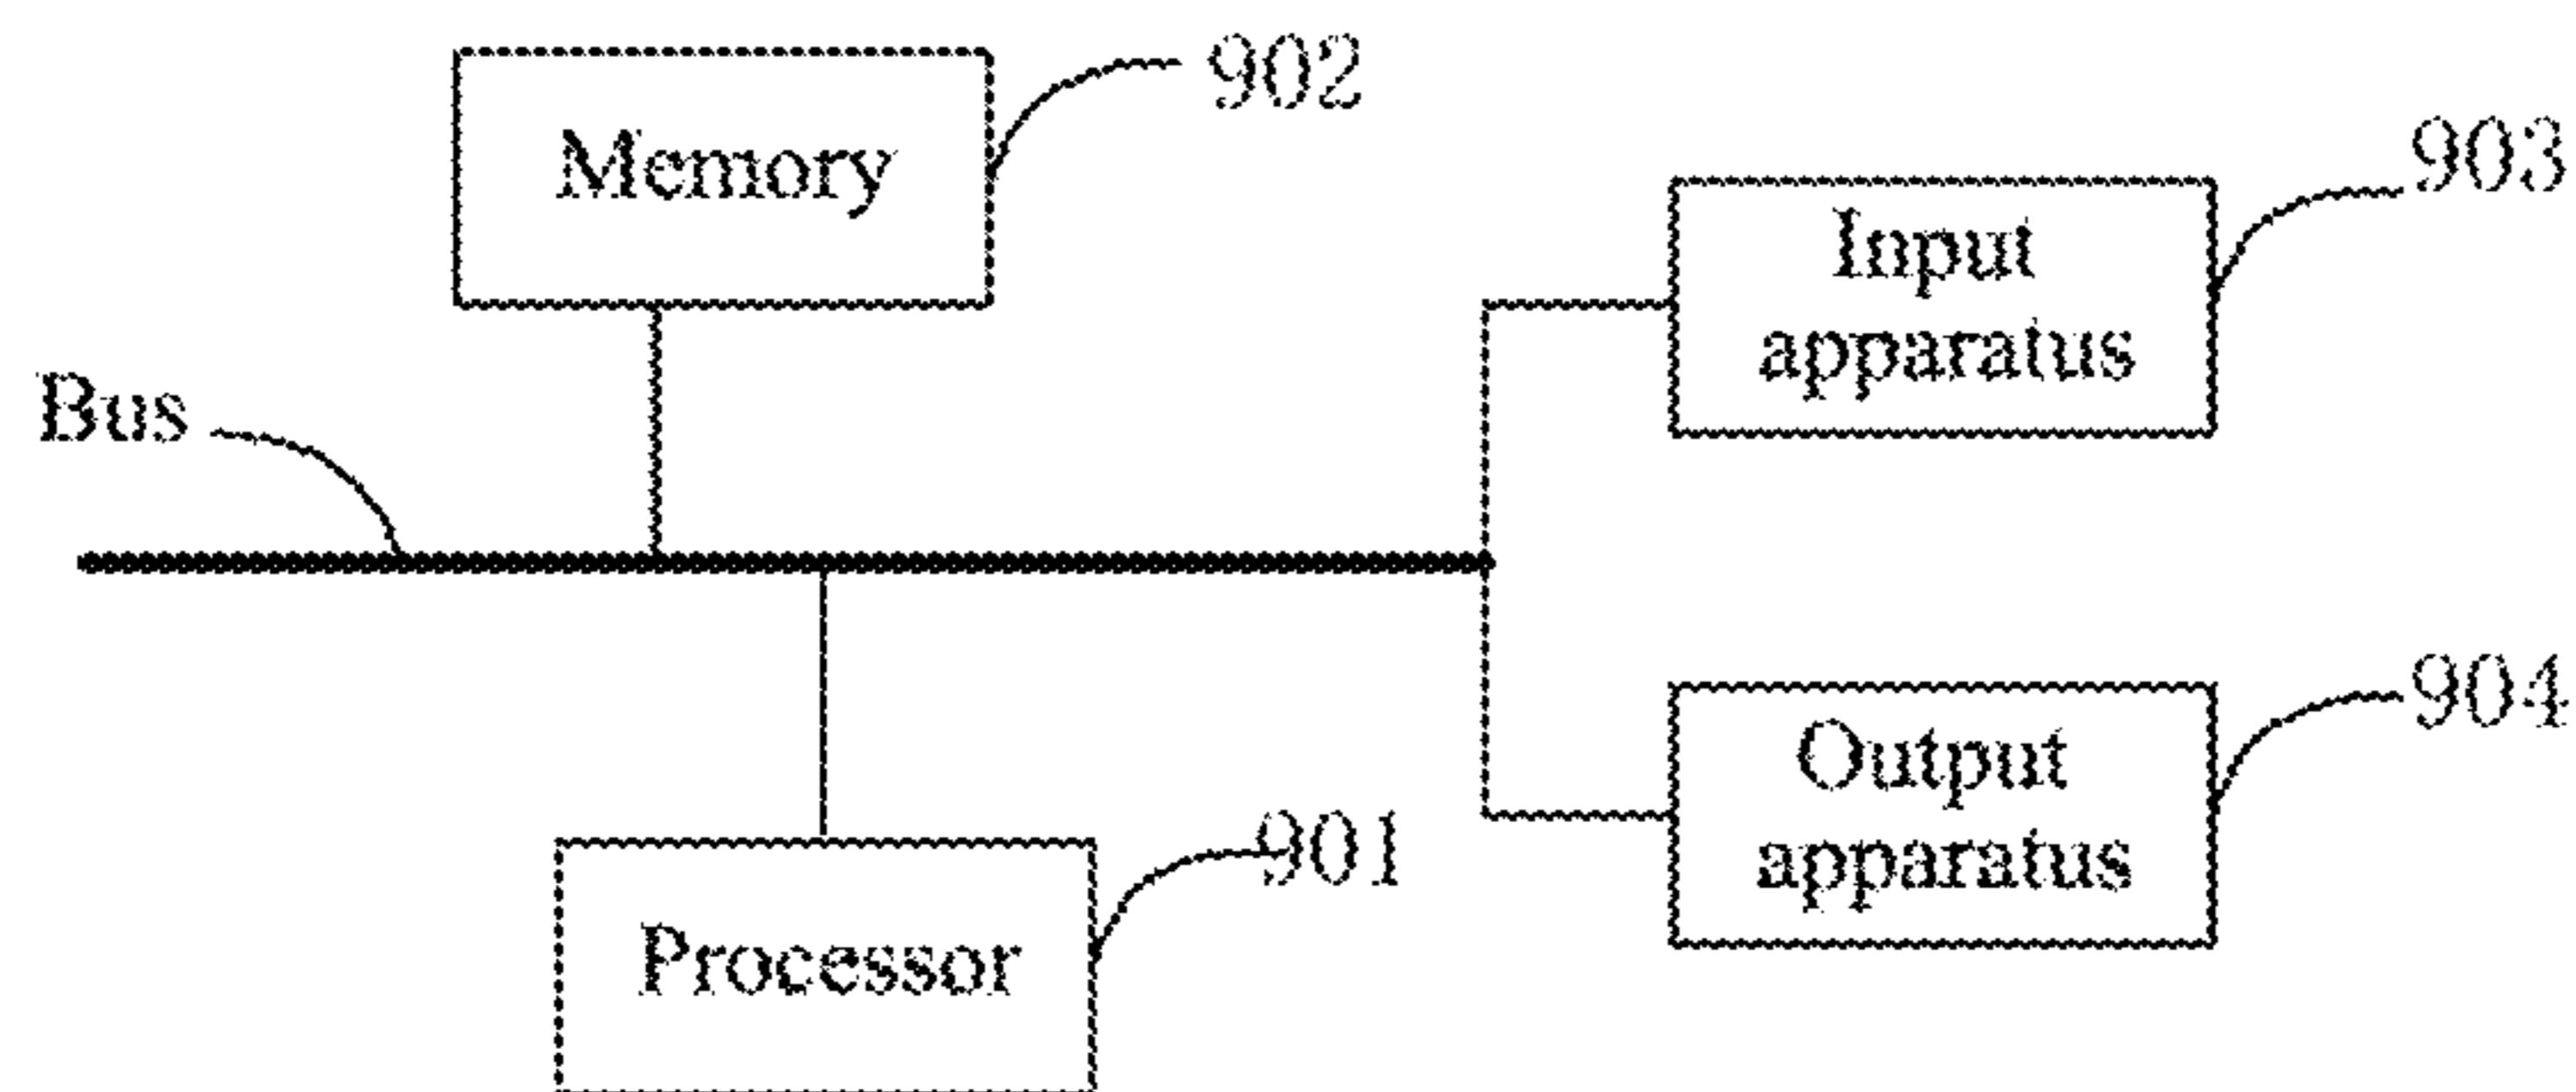 Memory
902
Input
apparatus
903
Bus
Output
apparatus
904
Processor
901